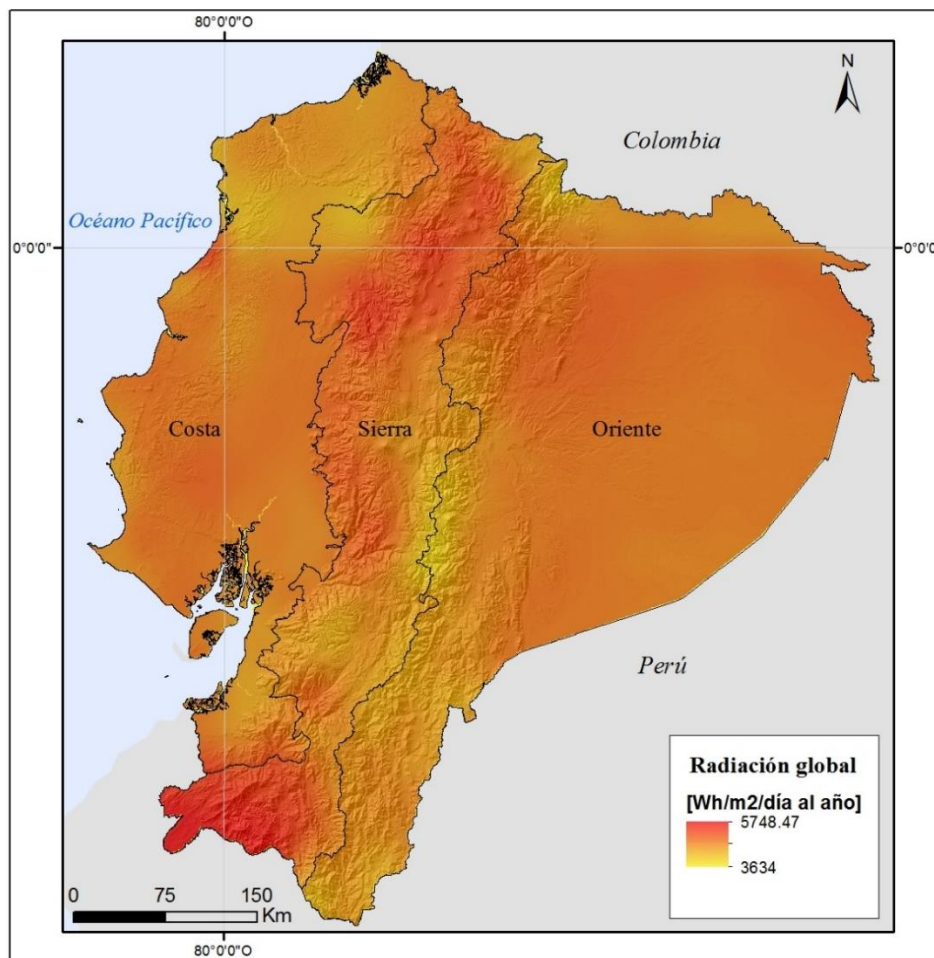 80°0'0"O
N
Colombia
Océano Pacífico
0°0'0"
0°0'0"
Costa
Sierra
Oriente
Perú
Radiación global
[Wh/m2/día al año]
5748.47
3634
0 75 150
Km
80°0'0"O